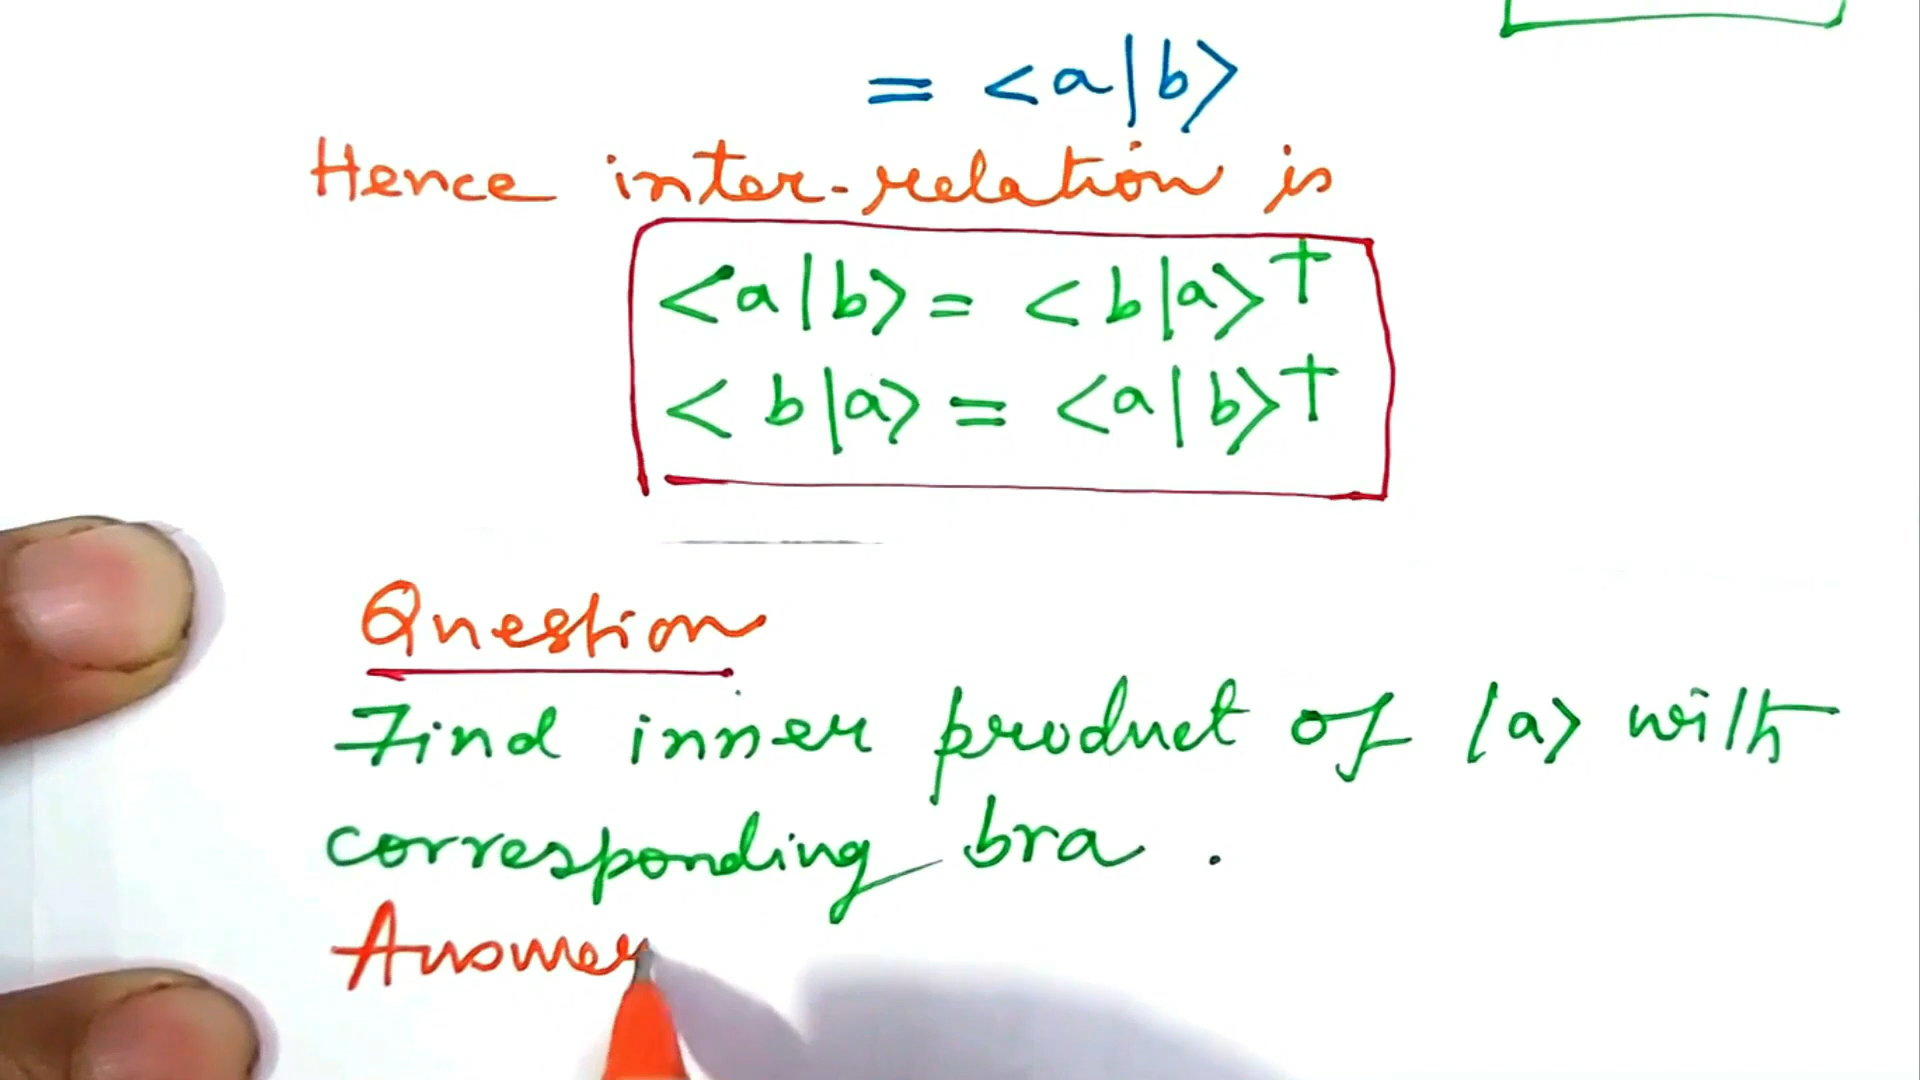 = <a|b>
Hence inter-relation is
<a|b> = <b|a>†
<b|a> = <a|b>†
Question
Find inner product of |a> with
corresponding bra .
Answer